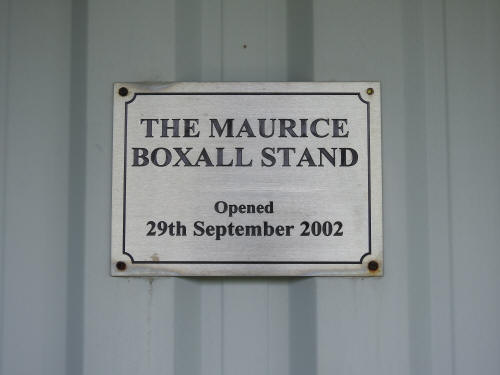 THE MAURICE
BOXALL STAND
Opened
29th September 2002